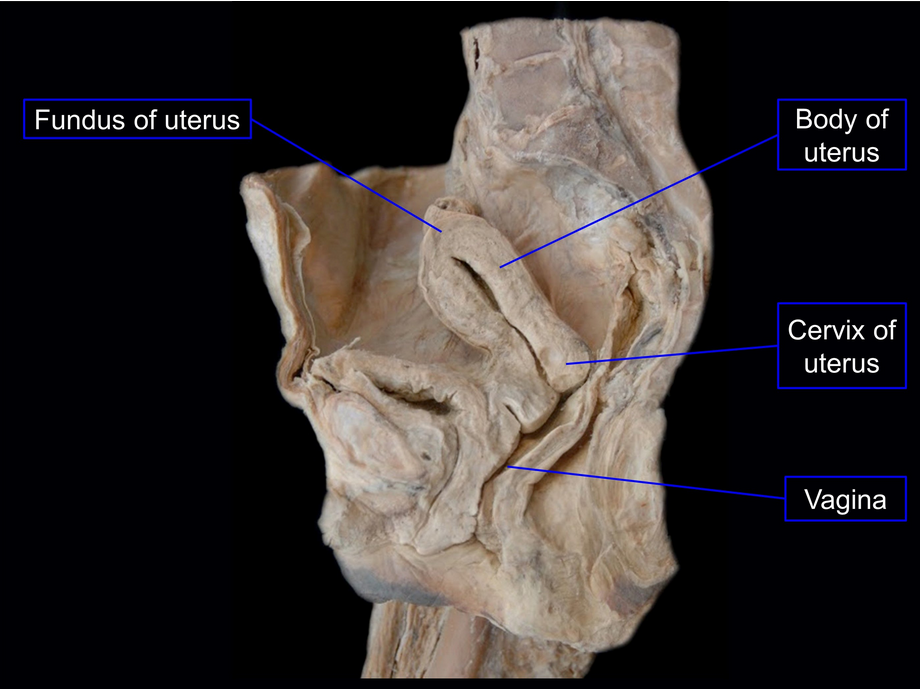 Fundus of uterus
Body of
uterus
Cervix of
uterus
Vagina